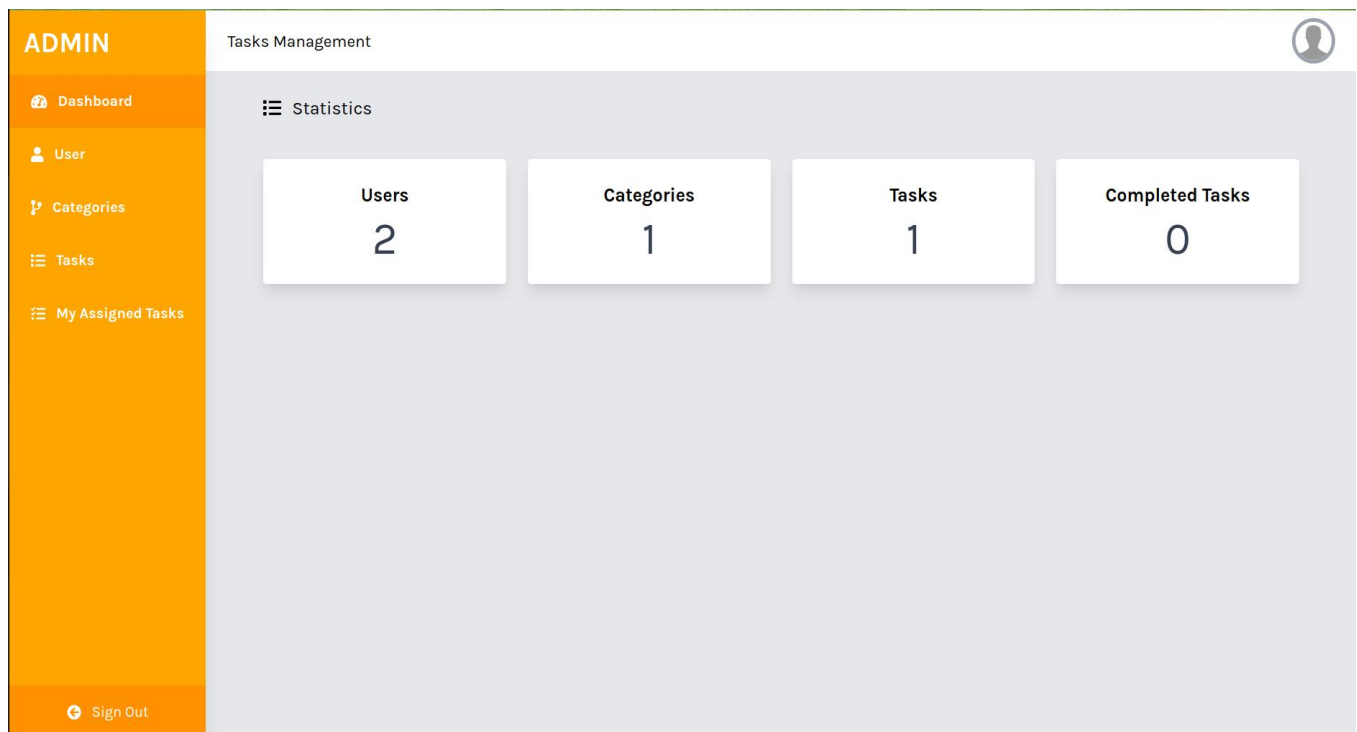 ADMIN
Tasks Management
Dashboard
User
Categories
Tasks
My Assigned Tasks
Sign Out
Statistics
Users
2
Categories
1
Tasks
1
Completed Tasks
0